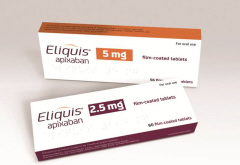 For oral use
Eliquis® 5 mg
apixaban
film-coated tablets
For oral use
Eliquis® 2.5 mg
apixaban
film-coated tablets
56 film-coated tablets